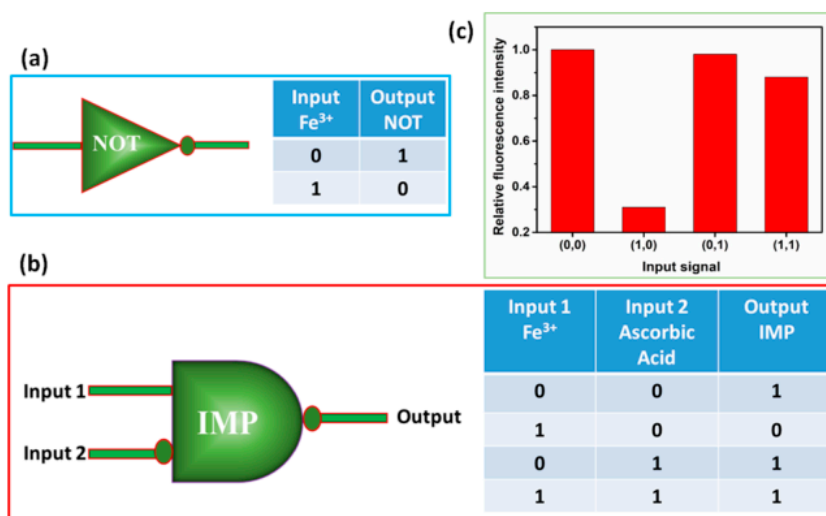 (a)
NOT
Input Output
Fe³⁺ NOT
0 1
1 0
(c)
Relative fluorescence intensity
1.0
0.8
0.6
0.4
0.2
(0,0) (1,0) (0,1) (1,1)
Input signal
(b)
Input 1
Input 2
IMP
Output
Input 1 Input 2 Output
Fe³⁺ Ascorbic IMP
Acid
0 0 1
1 0 0
0 1 1
1 1 1